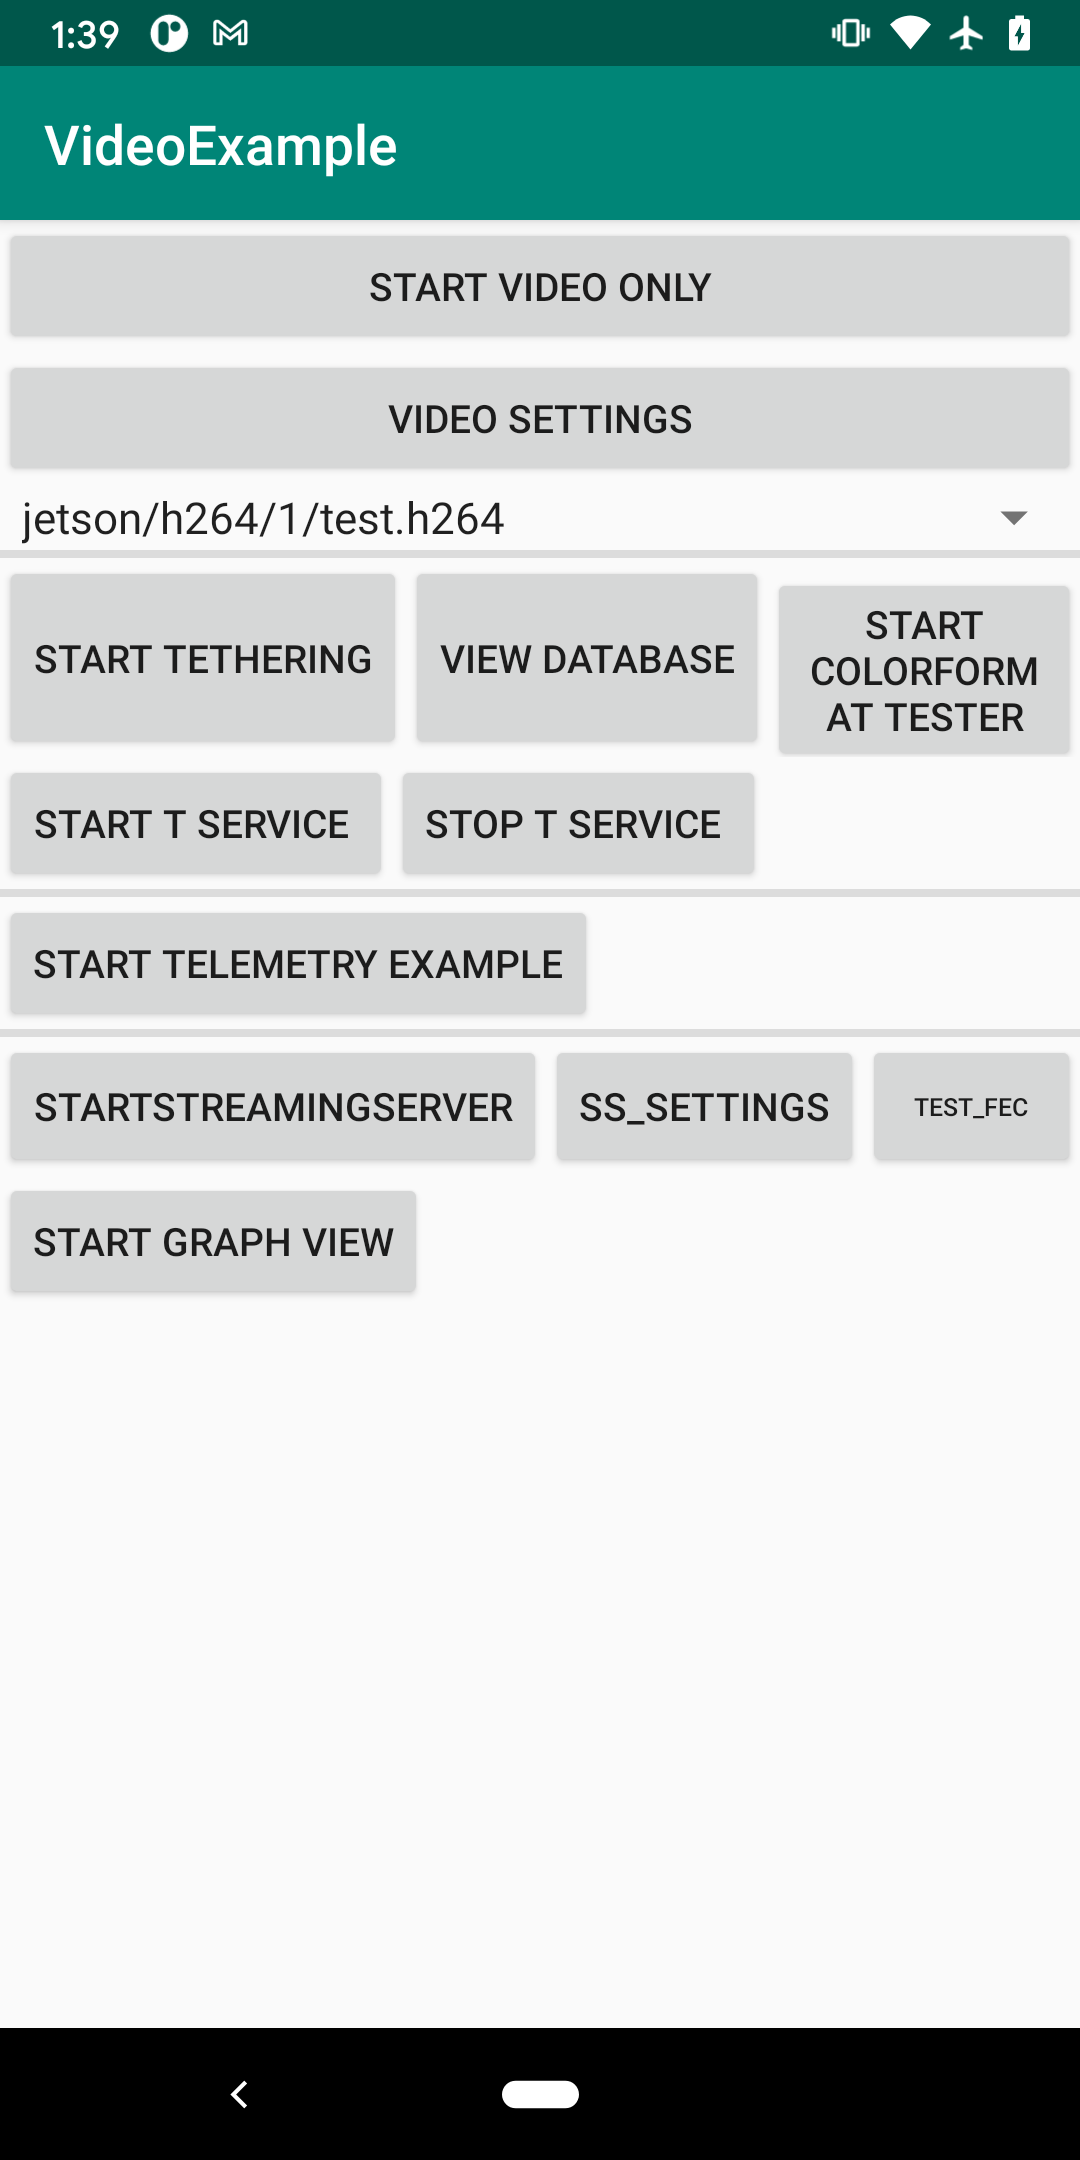 1:39
VideoExample
START VIDEO ONLY
VIDEO SETTINGS
jetson/h264/1/test.h264
START TETHERING
VIEW DATABASE
START
COLORFORM
AT TESTER
START T SERVICE
STOP T SERVICE
START TELEMETRY EXAMPLE
STARTSTREAMINGSERVER
SS_SETTINGS
TEST_FEC
START GRAPH VIEW